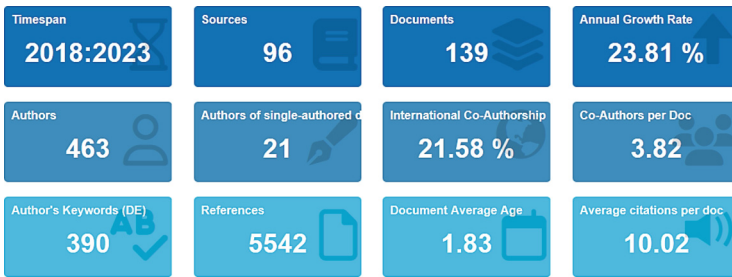 Timespan
2018:2023
Sources
96
Documents
139
Annual Growth Rate
23.81 %
Authors
463
Authors of single-authored d
21
International Co-Authorship
21.58 %
Co-Authors per Doc
3.82
Author's Keywords (DE)
390
AB
References
5542
Document Average Age
1.83
Average citations per doc
10.02